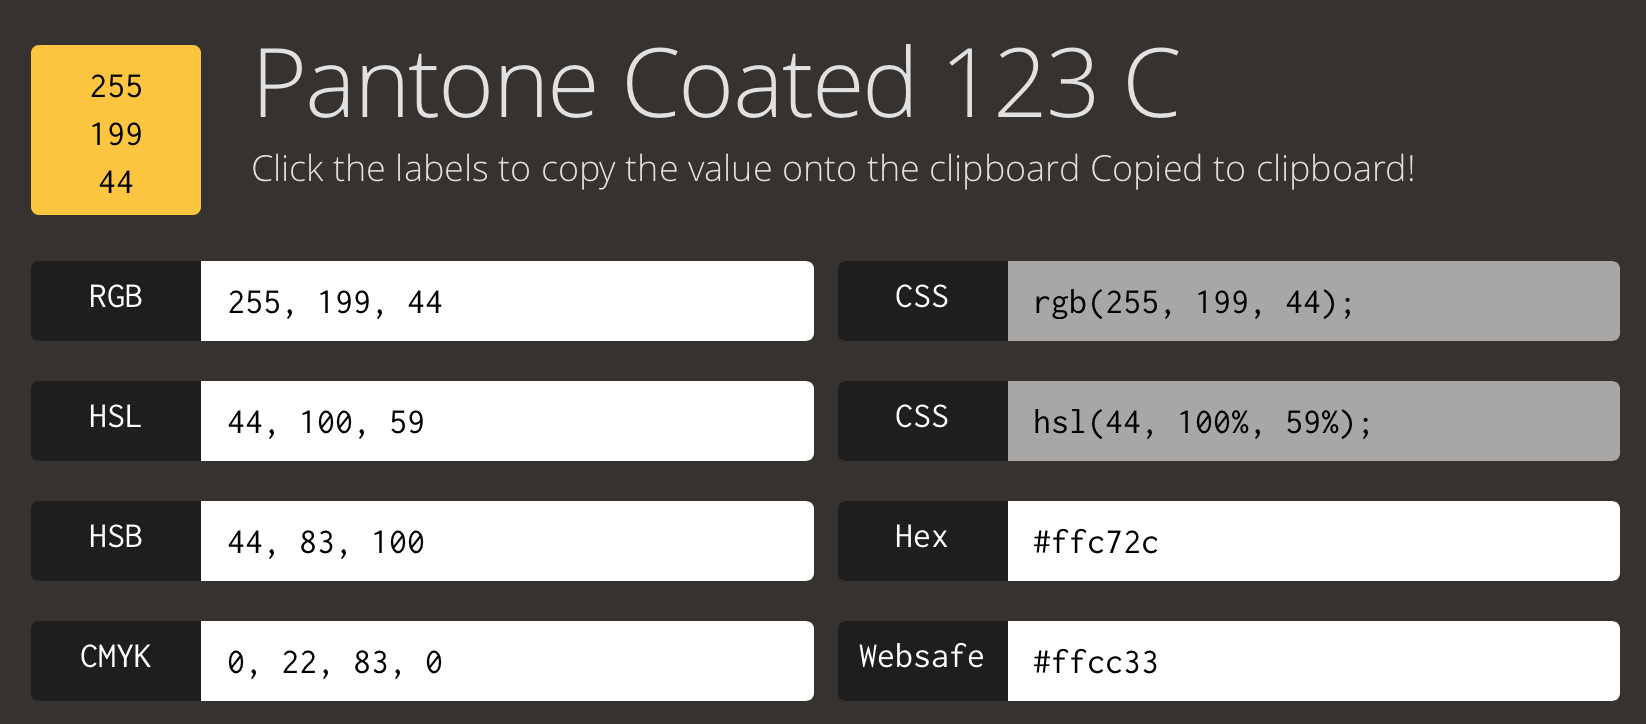 255
199
44
Pantone Coated 123 C
Click the labels to copy the value onto the clipboard Copied to clipboard!
RGB 255, 199, 44
CSS rgb(255, 199, 44);
HSL 44, 100, 59
CSS hsl(44, 100%, 59%);
HSB 44, 83, 100
Hex #ffc72c
CMYK 0, 22, 83, 0
Websafe #ffcc33